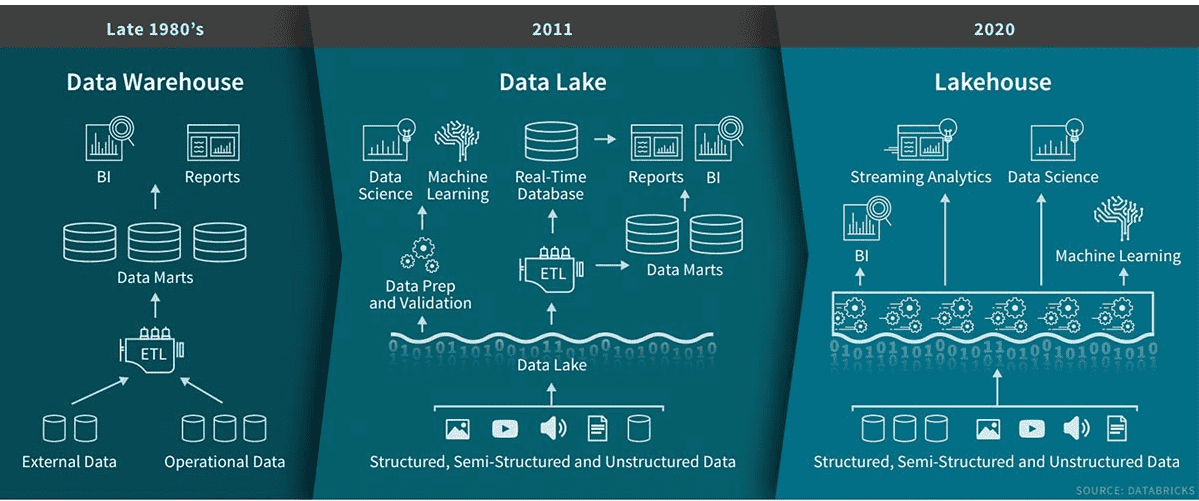 Late 1980's
Data Warehouse
BI
Reports
Data Marts
ETL
External Data
Operational Data
2011
Data Lake
Data
Science
Machine
Learning
Real-Time
Database
Reports
BI
Data Prep
and Validation
ETL
Data Marts
Data Lake
Structured, Semi-Structured and Unstructured Data
2020
Lakehouse
Streaming Analytics
Data Science
BI
Machine Learning
Structured, Semi-Structured and Unstructured Data
SOURCE: DATABRICKS